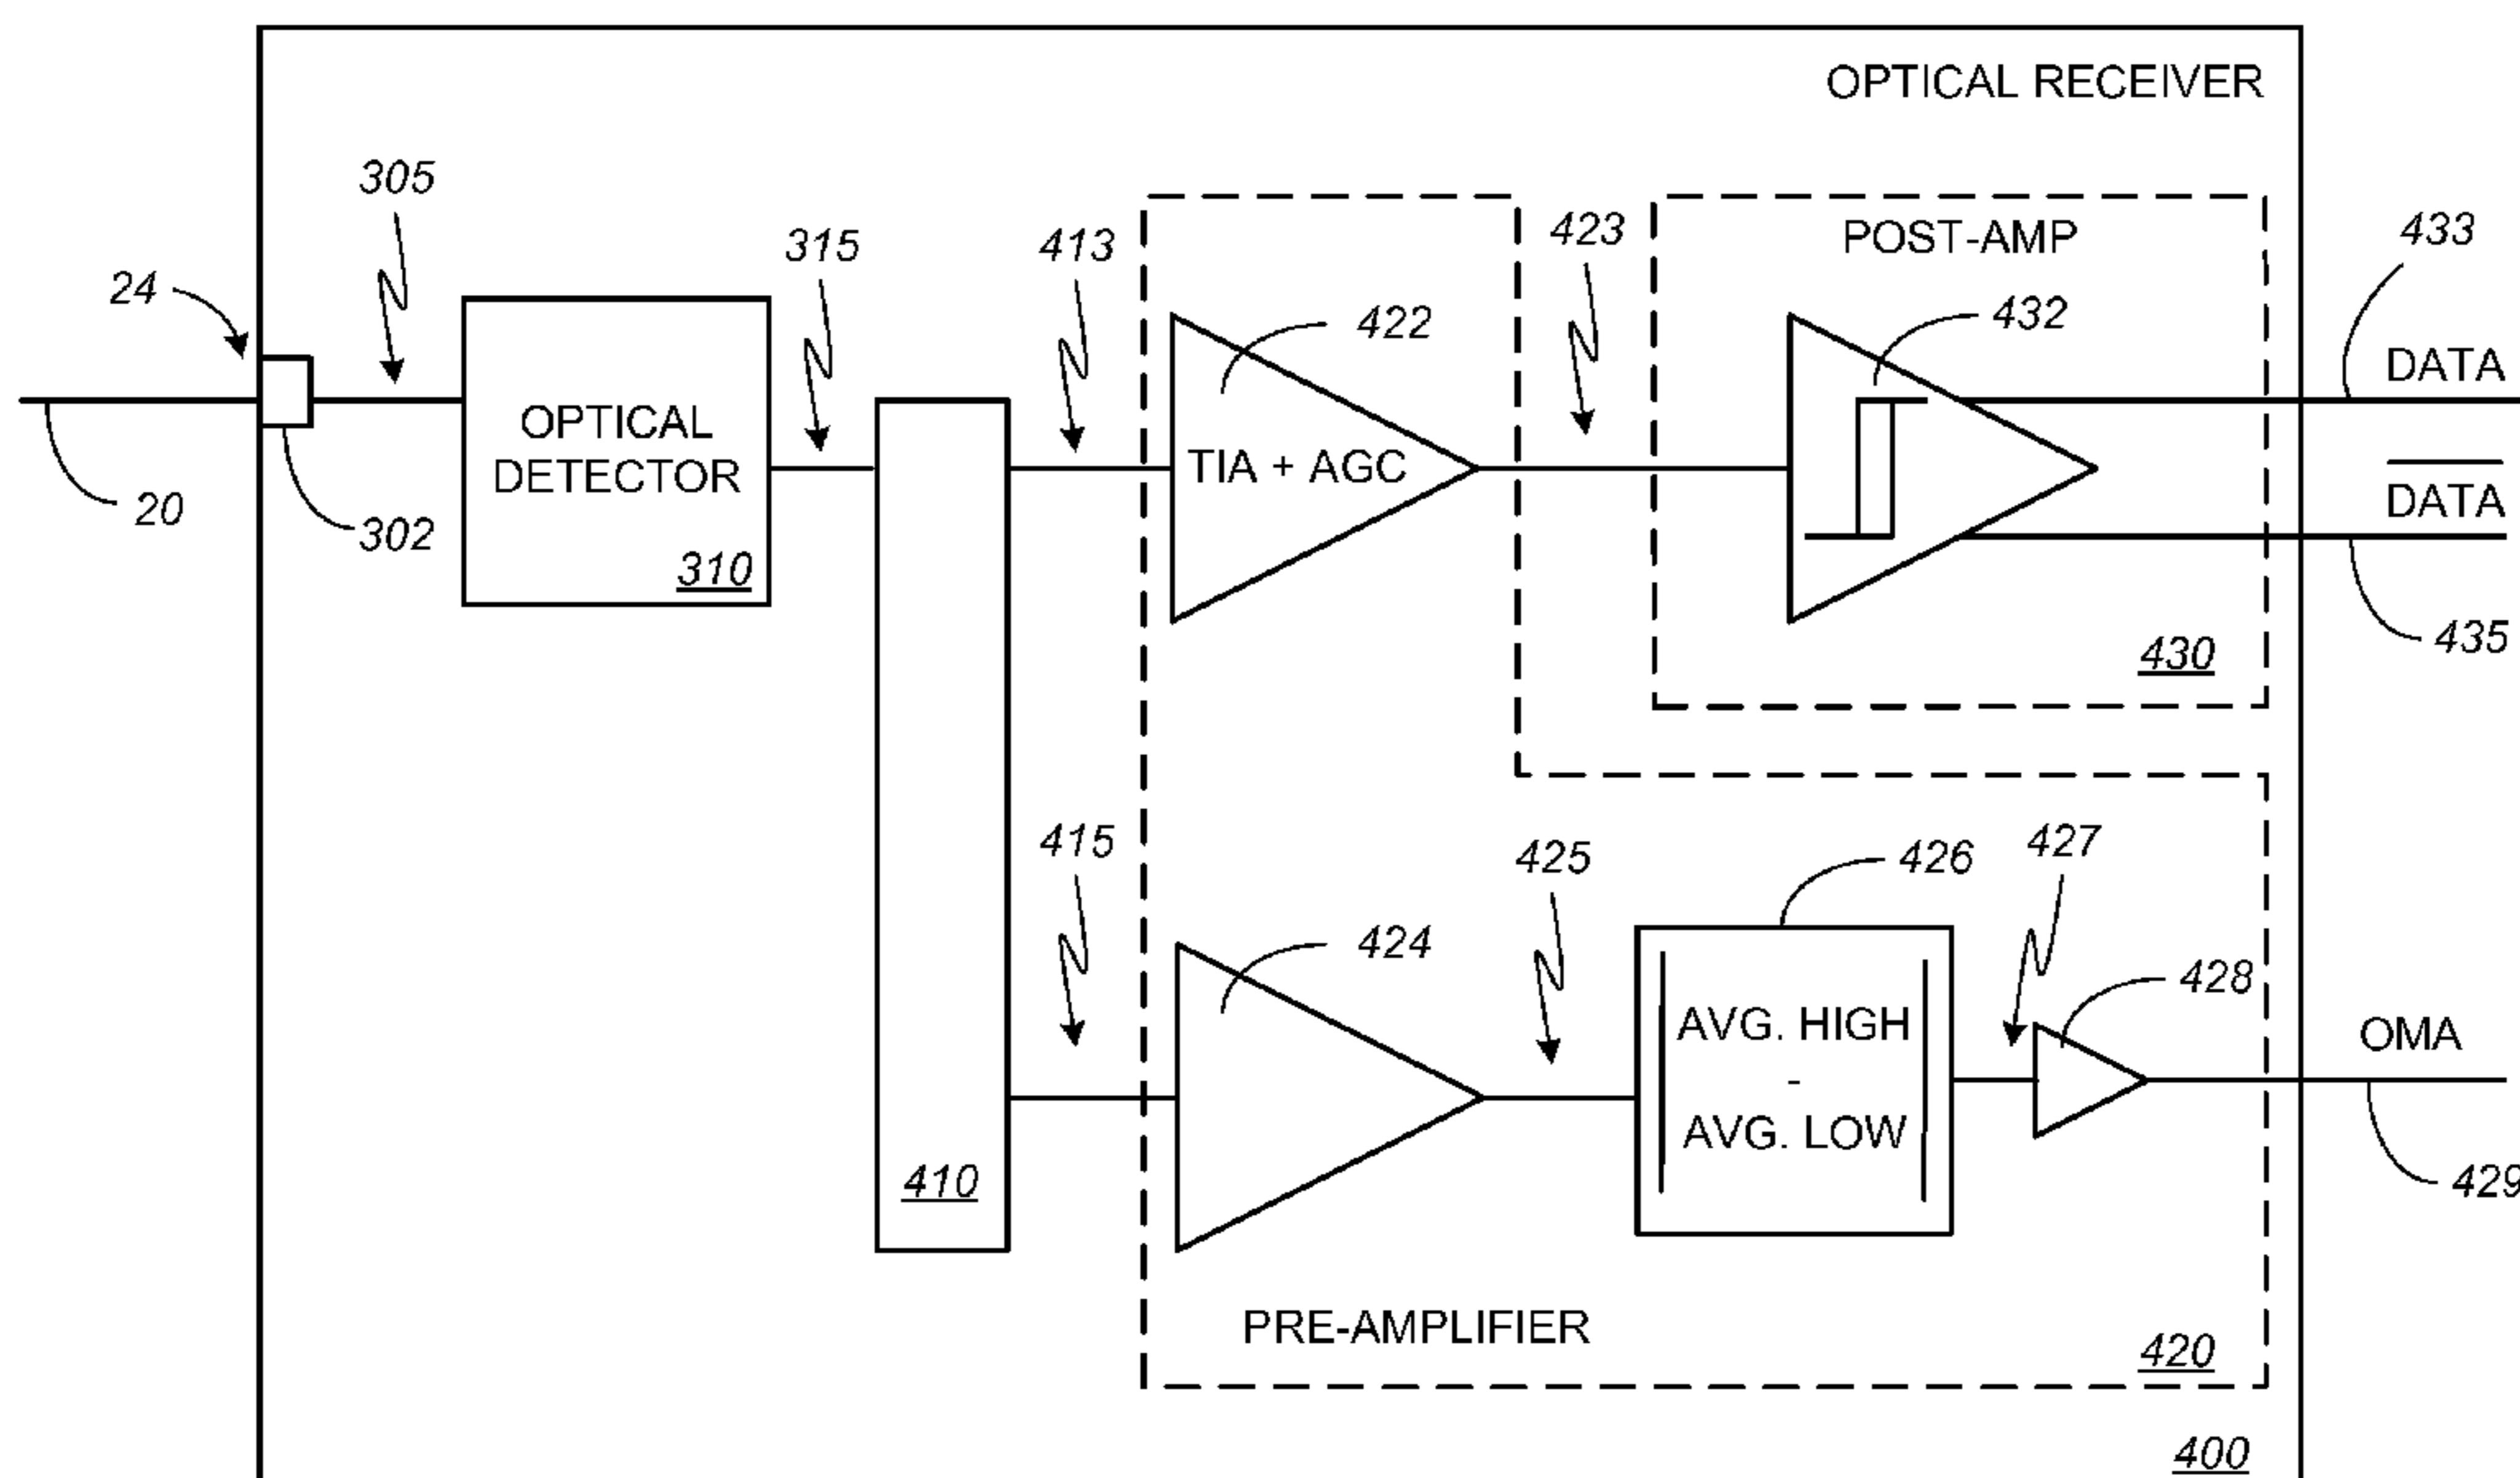 OPTICAL RECEIVER
305
24
20
302
OPTICAL
DETECTOR
310
315
413
422
TIA + AGC
423
POST-AMP
432
430
433
DATA
DATA
435
410
415
424
425
426
AVG. HIGH
-
AVG. LOW
427
428
OMA
429
PRE-AMPLIFIER
420
400